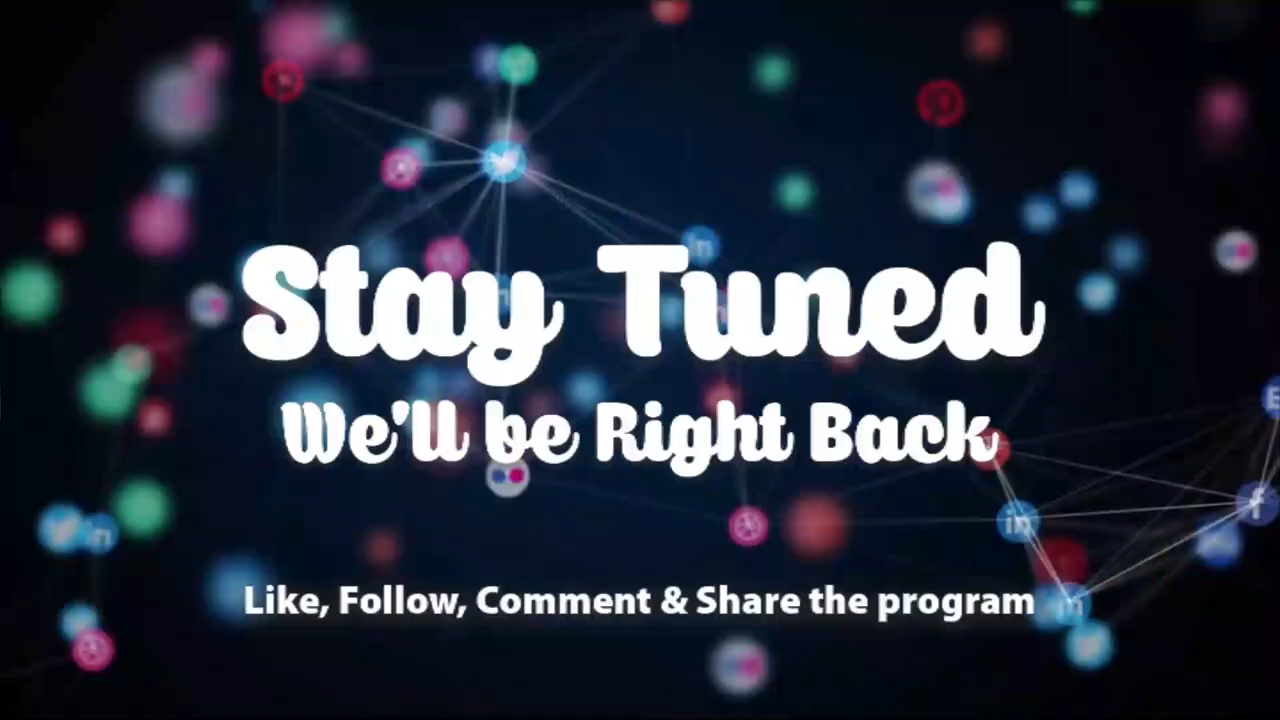 Stay Tuned
We'll be Right Back
Like, Follow, Comment & Share the program